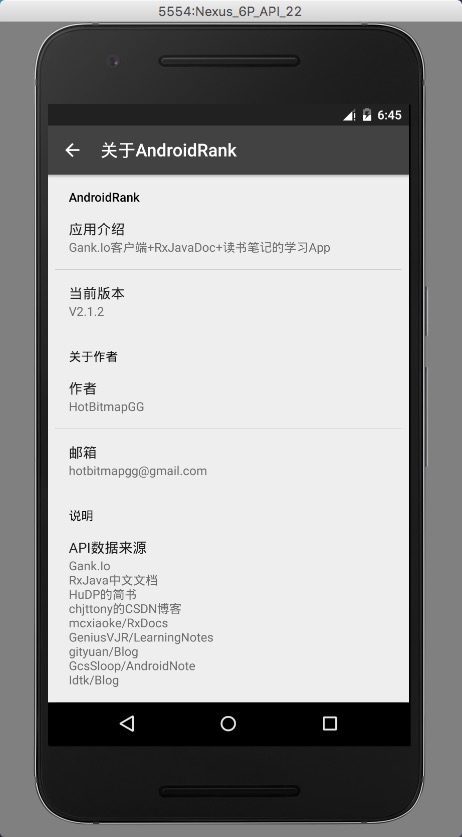 5554:Nexus_6P_API_22
6:45
关于AndroidRank
AndroidRank
应用介绍
Gank.Io客户端+RxJavaDoc+读书笔记的学习App
当前版本
V2.1.2
关于作者
作者
HotBitmapGG
邮箱
hotbitmapgg@gmail.com
说明
API数据来源
Gank.Io
RxJava中文文档
HuDP的简书
chjttony的CSDN博客
mcxiaoke/RxDocs
GeniusVJR/LearningNotes
gityuan/Blog
GcsSloop/AndroidNote
Idtk/Blog